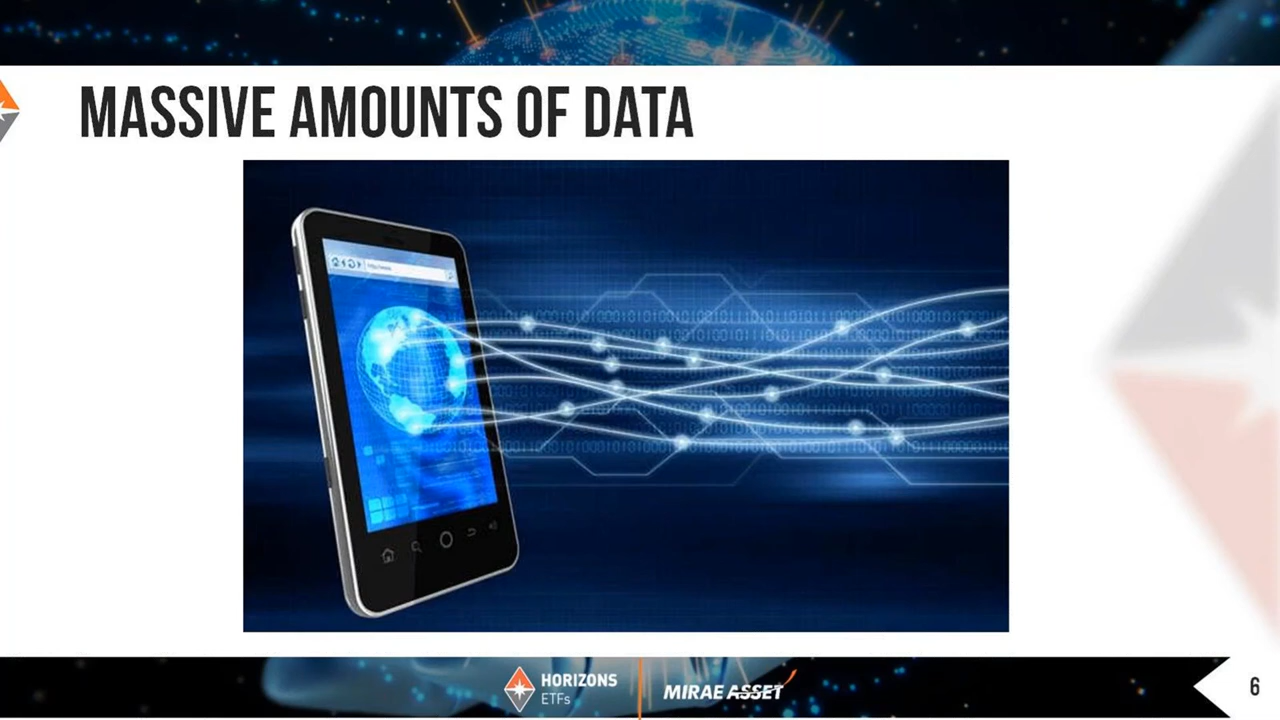 MASSIVE AMOUNTS OF DATA
HORIZONS
ETFs
MIRAE ASSET
6